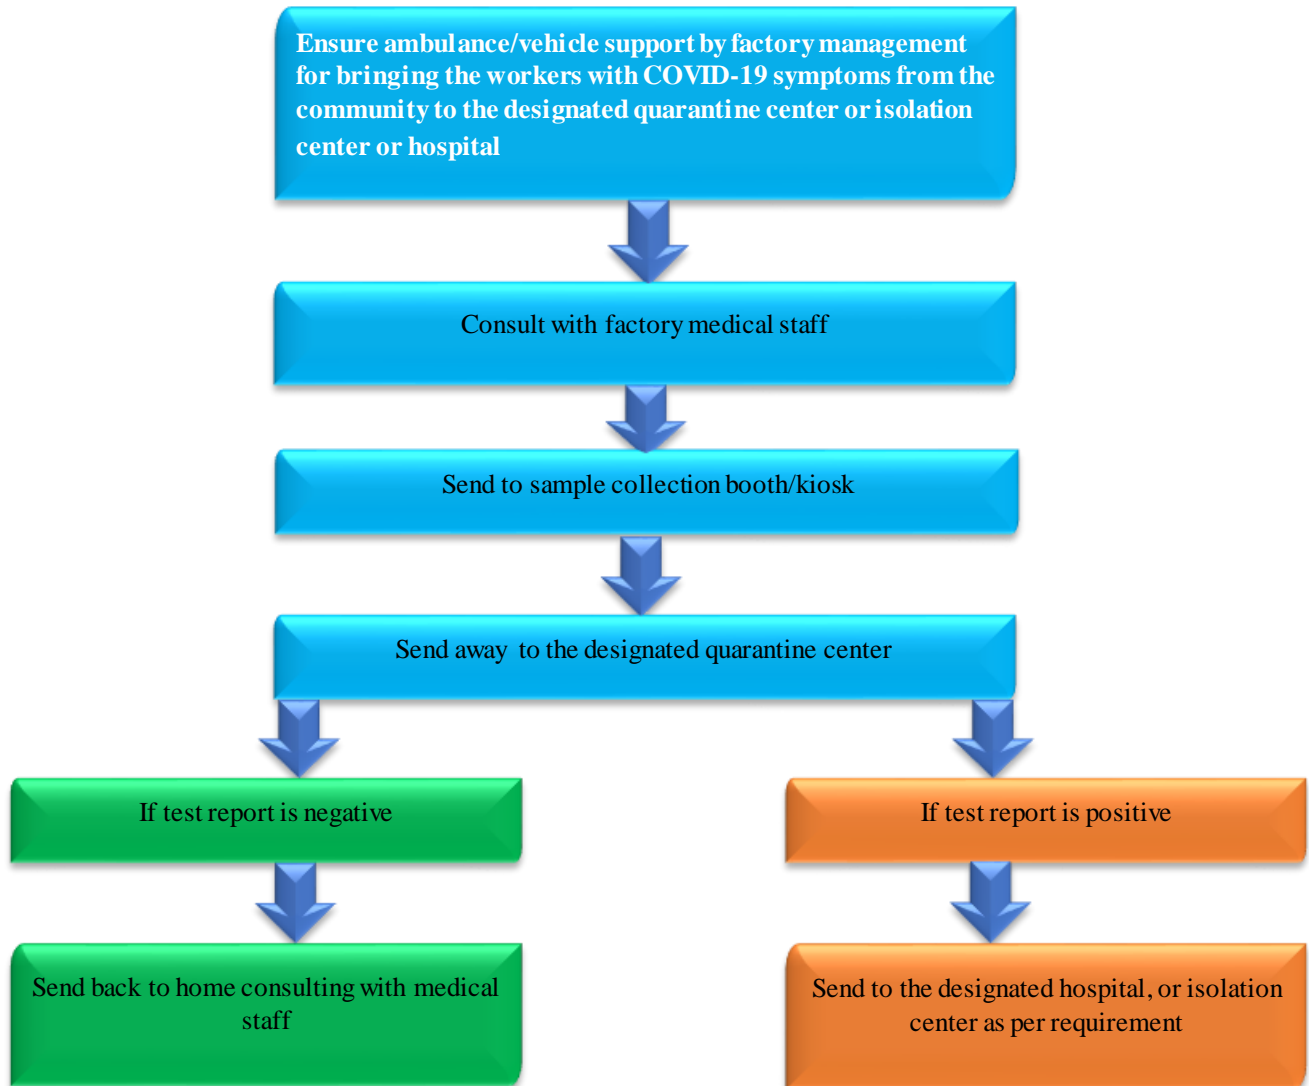 Ensure ambulance/vehicle support by factory management
for bringing the workers with COVID-19 symptoms from the
community to the designated quarantine center or isolation
center or hospital
Consult with factory medical staff
Send to sample collection booth/kiosk
Send away to the designated quarantine center
If test report is negative
If test report is positive
Send back to home consulting with medical
staff
Send to the designated hospital, or isolation
center as per requirement